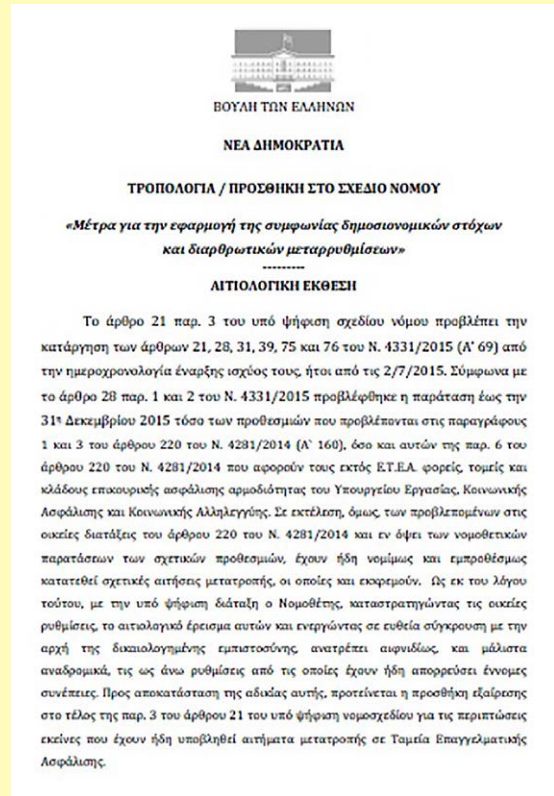 ΒΟΥΛΗ ΤΩΝ ΕΛΛΗΝΩΝ
ΝΕΑ ΔΗΜΟΚΡΑΤΙΑ
ΤΡΟΠΟΛΟΓΙΑ / ΠΡΟΣΘΗΚΗ ΣΤΟ ΣΧΕΔΙΟ ΝΟΜΟΥ
«Μέτρα για την εφαρμογή της συμφωνίας δημοσιονομικών στόχων
και διαρθρωτικών μεταρρυθμίσεων»
---------
ΑΙΤΙΟΛΟΓΙΚΗ ΕΚΘΕΣΗ
Το άρθρο 21 παρ. 3 του υπό ψήφιση σχεδίου νόμου προβλέπει την
κατάργηση των άρθρων 21, 28, 31, 39, 75 και 76 του Ν. 4331/2015 (Α' 69) από
την ημεροχρονολογία έναρξης ισχύος τους, ήτοι από τις 2/7/2015. Σύμφωνα με
το άρθρο 28 παρ. 1 και 2 του Ν. 4331/2015 προβλέφθηκε η παράταση έως την
31η Δεκεμβρίου 2015 τόσο των προθεσμιών που προβλέπονται στις παραγράφους
1 και 3 του άρθρου 220 του Ν. 4281/2014 (Α' 160), όσο και αυτών της παρ. 6 του
άρθρου 220 του Ν. 4281/2014 που αφορούν τους εκτός Ε.Τ.Ε.Α. φορείς, τομείς και
κλάδους επικουρικής ασφάλισης αρμοδιότητας του Υπουργείου Εργασίας, Κοινωνικής
Ασφάλισης και Κοινωνικής Αλληλεγγύης. Σε εκτέλεση, όμως, των προβλεπομένων στις
οικείες διατάξεις του άρθρου 220 του Ν. 4281/2014 και εν όψει των νομοθετικών
παρατάσεων των σχετικών προθεσμιών, έχουν ήδη νομίμως και εμπροθέσμως
κατατεθεί σχετικές αιτήσεις μετατροπής, οι οποίες και εκκρεμούν. Ως εκ του λόγου
τούτου, με την υπό ψήφιση διάταξη ο Νομοθέτης, καταστρατηγώντας τις οικείες
ρυθμίσεις, το αιτιολογικό έρεισμα αυτών και ενεργώντας σε ευθεία σύγκρουση με την
αρχή της δικαιολογημένης εμπιστοσύνης, ανατρέπει αιφνιδίως, και μάλιστα
αναδρομικά, τις ως άνω ρυθμίσεις από τις οποίες έχουν ήδη απορρεύσει έννομες
συνέπειες. Προς αποκατάσταση της αδικίας αυτής, προτείνεται η προσθήκη εξαίρεσης
στο τέλος της παρ. 3 του άρθρου 21 του υπό ψήφιση νομοσχεδίου για τις περιπτώσεις
εκείνες που έχουν ήδη υποβληθεί αιτήματα μετατροπής σε Ταμεία Επαγγελματικής
Ασφάλισης.